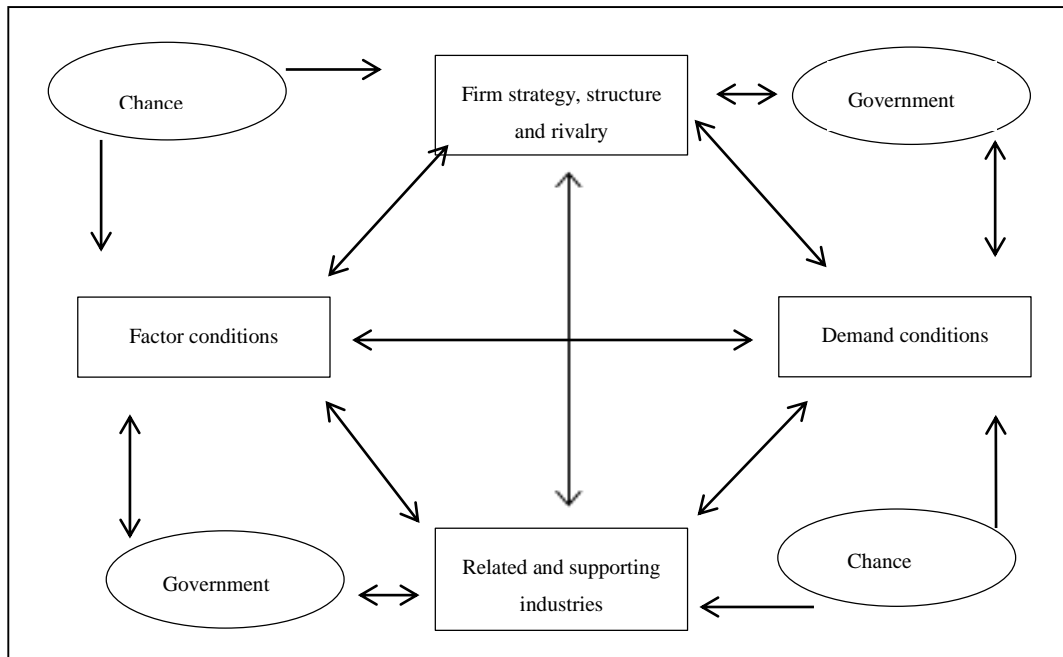 Chance
Firm strategy, structure
and rivalry
Government
Factor conditions
Demand conditions
Government
Related and supporting
industries
Chance